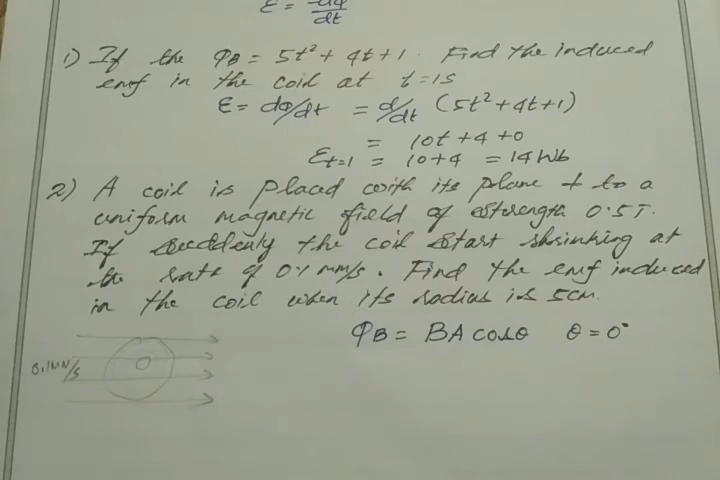 ε = dφ/dt
1) If the φB = 5t² + 4t + 1. Find the induced
emf in the coil at t = 1s
ε = dφ/dt = d/dt (5t² + 4t + 1)
= 10t + 4 + 0
εt=1 = 10 + 4 = 14 Wb
2) A coil is placed with its plane ⊥ to a
uniform magnetic field of strength 0.5T.
If suddenly the coil start shrinking at
the rate of 0.1 mm/s. Find the emf induced
in the coil when its radius is 5cm.
φB = BA cosθ θ = 0°
0.1MM/s